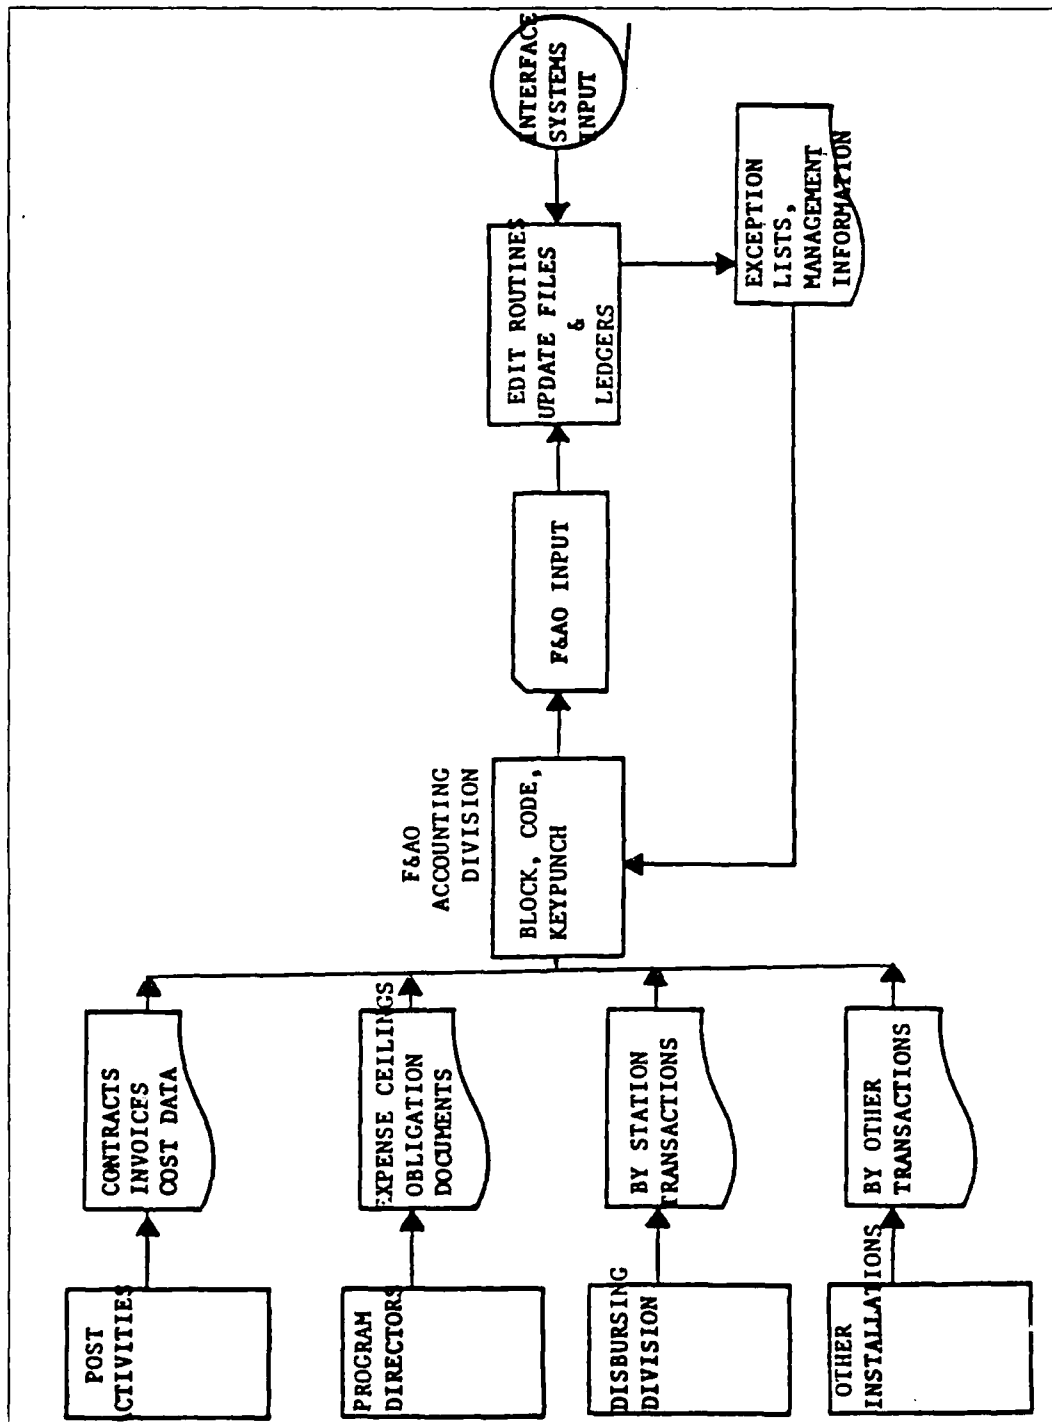 POST
CTIVITIES
CONTRACTS
INVOICES
COST DATA
PROGRAM
DIRECTORS
EXPENSE CEILINGS
OBLIGATION
DOCUMENTS
DISBURSING
DIVISION
BY STATION
TRANSACTIONS
OTHER
INSTALLATIONS
BY OTHER
TRANSACTIONS
F&AO
ACCOUNTING
DIVISION
BLOCK, CODE,
KEYPUNCH
F&AO INPUT
EDIT ROUTINES
UPDATE FILES
&
LEDGERS
INTERFACE
SYSTEMS
INPUT
EXCEPTION
LISTS,
MANAGEMENT
INFORMATION